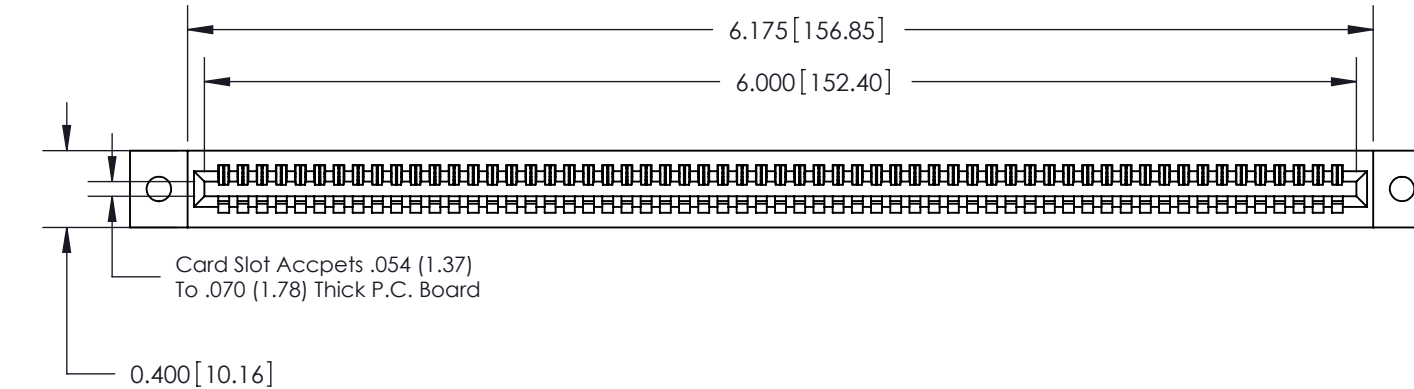 6.175[156.85]
6.000[152.40]
Card Slot Accpets .054 (1.37)
To .070 (1.78) Thick P.C. Board
0.400[10.16]